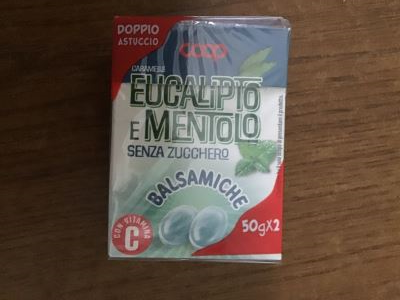 DOPPIO
ASTUCCIO
COOP
CARAMELLE
EUCALIPTO
E MENTOLO
SENZA ZUCCHERO
BALSAMICHE
CON VITAMINA
C
50gX2